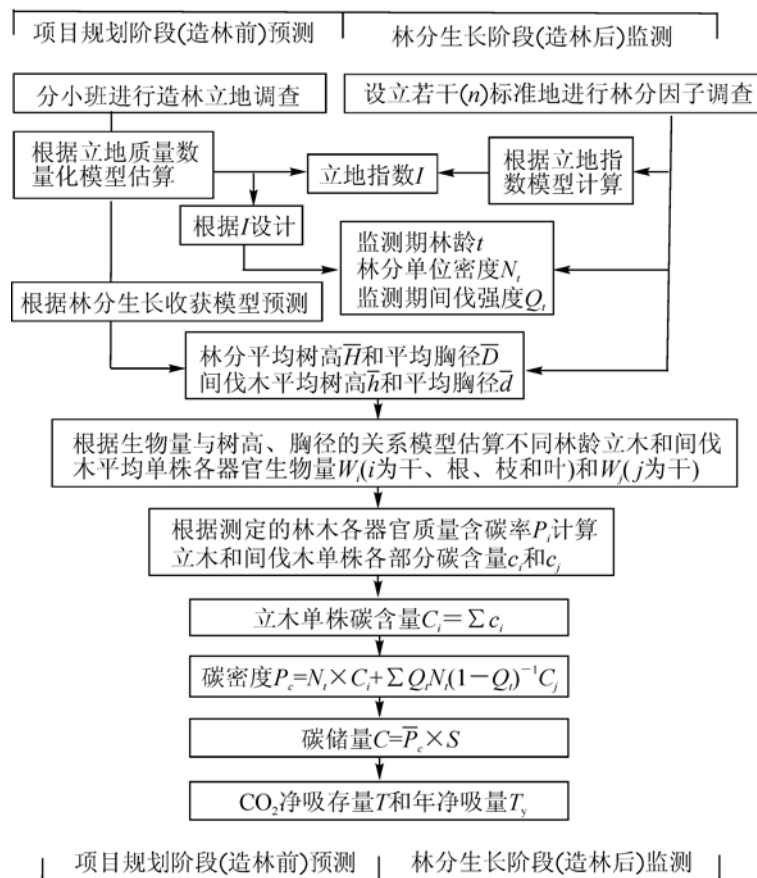 项目规划阶段(造林前)预测
林分生长阶段(造林后)监测
分小班进行造林立地调查
设立若干(n)标准地进行林分因子调查
根据立地质量数
量化模型估算
立地指数I
根据立地指
数模型计算
根据I设计
监测期林龄t
林分单位密度Nₜ
监测期间伐强度Qₜ
根据林分生长收获模型预测
林分平均树高H̅和平均胸径D̅
间伐木平均树高h̅和平均胸径d̅
根据生物量与树高、胸径的关系模型估算不同林龄立木和间伐
木平均单株各器官生物量Wᵢ(i为干、根、枝和叶)和Wⱼ(j为干)
根据测定的林木各器官质量含碳率Pᵢ计算
立木和间伐木单株各部分碳含量cᵢ和cⱼ
立木单株碳含量Cᵢ=Σcᵢ
碳密度P_c=Nₜ×Cᵢ+ΣQₜNₜ(1−Qₜ)⁻¹Cⱼ
碳储量C=P̅_c×S
CO₂净吸存量T和年净吸量T_y
项目规划阶段(造林前)预测
林分生长阶段(造林后)监测